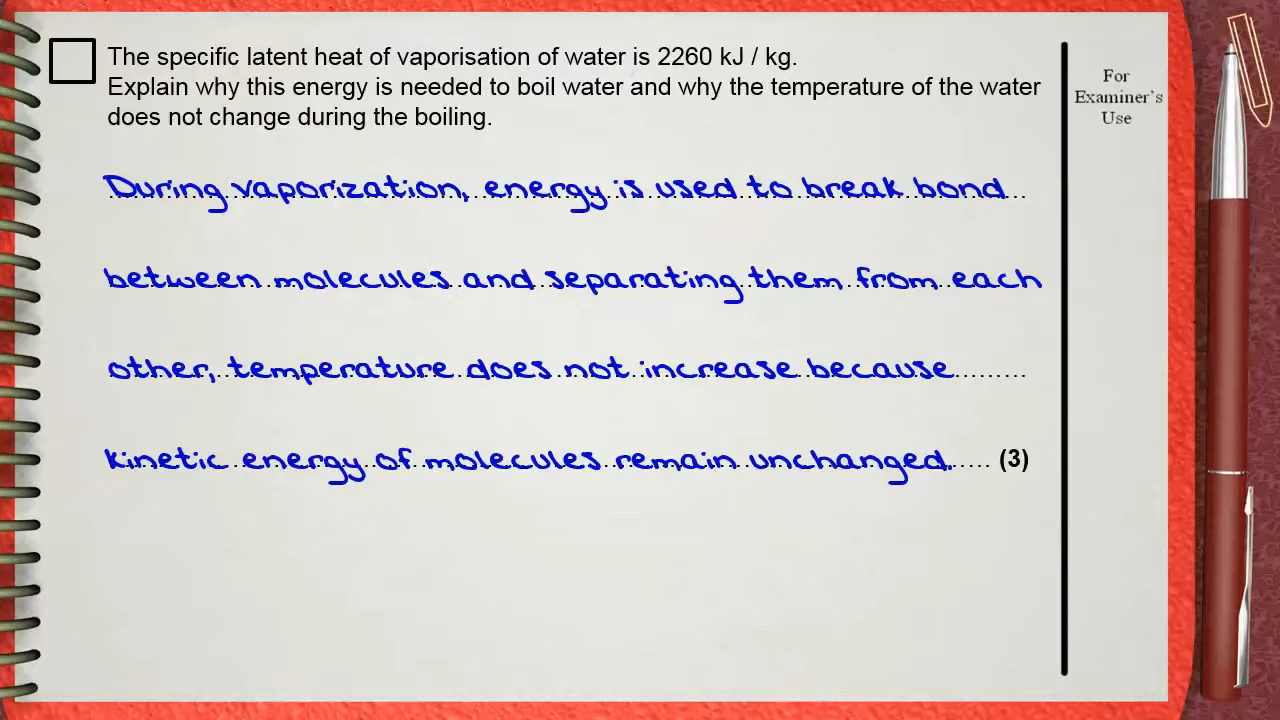 The specific latent heat of vaporisation of water is 2260 kJ / kg.
Explain why this energy is needed to boil water and why the temperature of the water
does not change during the boiling.
For
Examiner's
Use
During vaporization, energy is used to break bond
between molecules and separating them from each
other, temperature does not increase because
kinetic energy of molecules remain unchanged. (3)